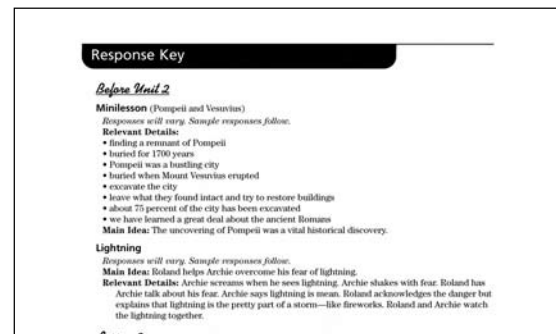 Response Key
Before Unit 2
Minilesson (Pompeii and Vesuvius)
Responses will vary. Sample responses follow.
Relevant Details:
• finding a remnant of Pompeii
• buried for 1700 years
• Pompeii was a bustling city
• buried when Mount Vesuvius erupted
• excavate the city
• leave what they found intact and try to restore buildings
• about 75 percent of the city has been excavated
• we have learned a great deal about the ancient Romans
Main Idea: The uncovering of Pompeii was a vital historical discovery.
Lightning
Responses will vary. Sample responses follow.
Main Idea: Roland helps Archie overcome his fear of lightning.
Relevant Details: Archie screams when he sees lightning. Archie shakes with fear. Roland has
Archie talk about his fear. Archie says lightning is mean. Roland acknowledges the danger but
explains that lightning is the pretty part of a storm—like fireworks. Roland and Archie watch
the lightning together.